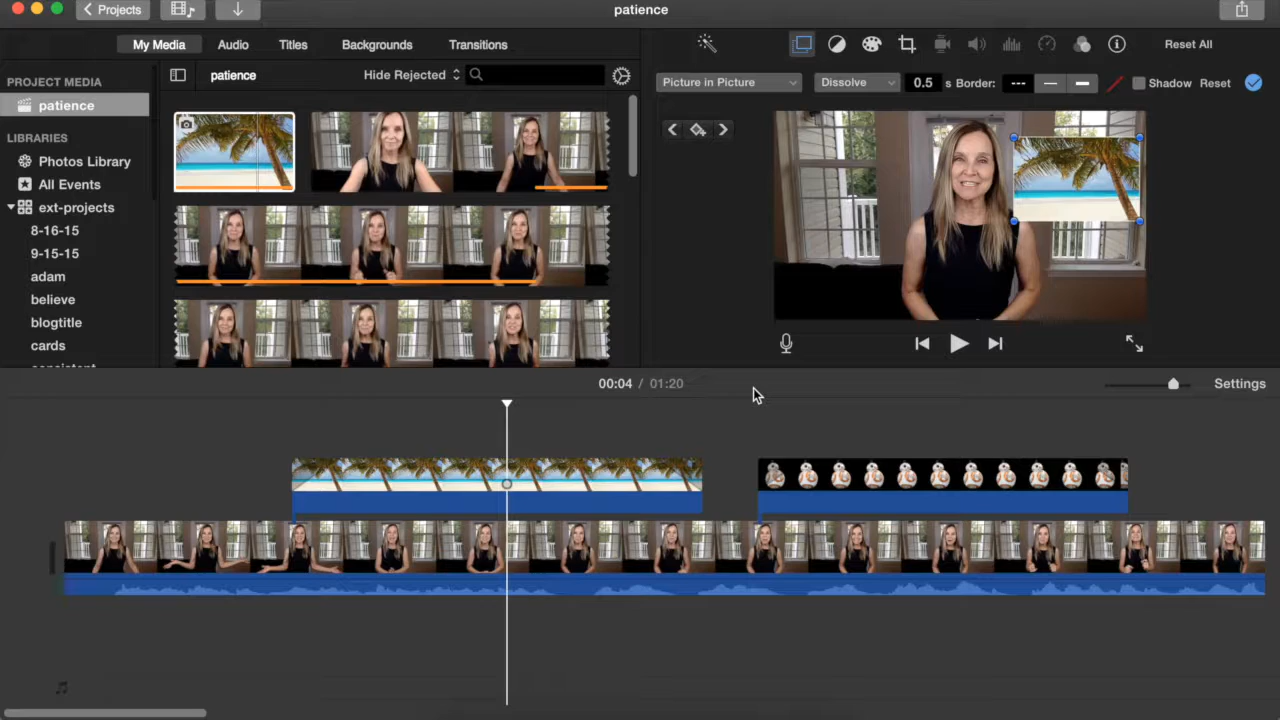 Projects
patience
My Media Audio Titles Backgrounds Transitions
Reset All
PROJECT MEDIA
patience
LIBRARIES
Photos Library
All Events
ext-projects
8-16-15
9-15-15
adam
believe
blogtitle
cards
patience Hide Rejected
Picture in Picture Dissolve 0.5 s Border: Shadow Reset
00:04 / 01:20
Settings